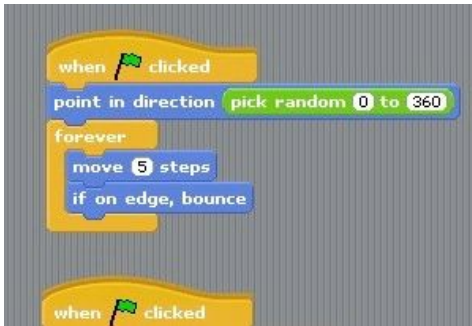 when clicked
point in direction pick random 0 to 360
forever
move 5 steps
if on edge, bounce
when clicked